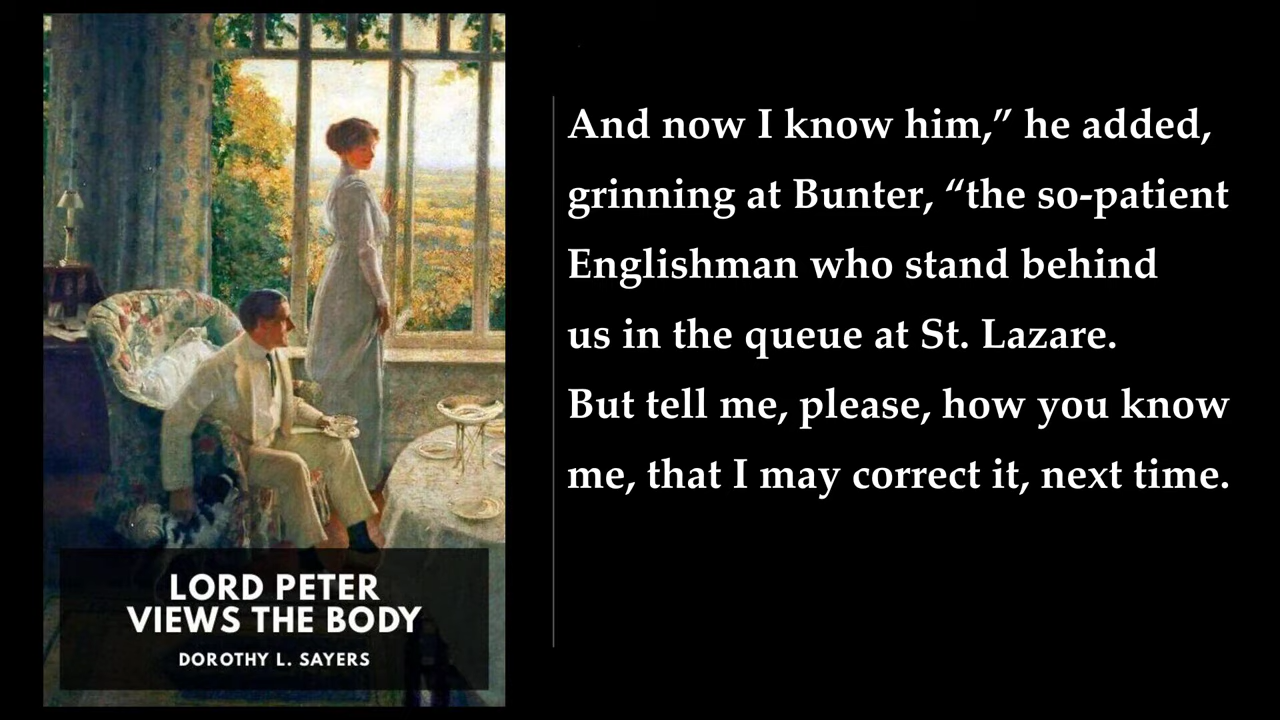 And now I know him,” he added,
grinning at Bunter, “the so-patient
Englishman who stand behind
us in the queue at St. Lazare.
But tell me, please, how you know
me, that I may correct it, next time.
LORD PETER
VIEWS THE BODY
DOROTHY L. SAYERS